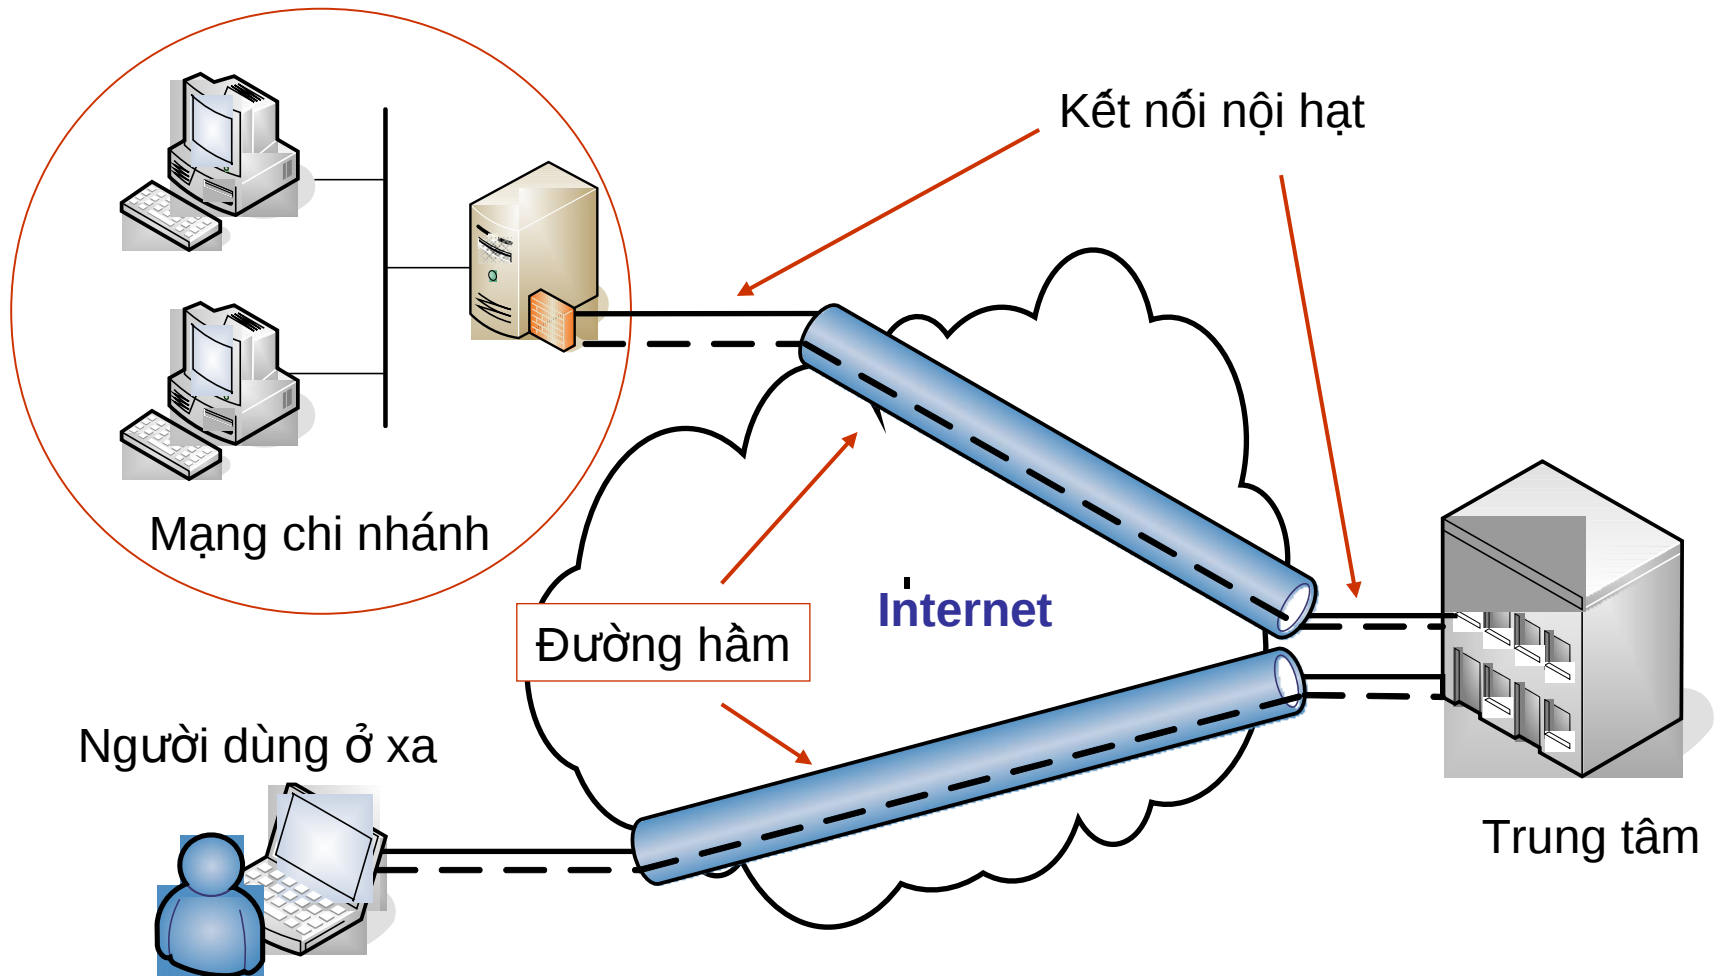 Kết nối nội hạt
Mạng chi nhánh
Internet
Đường hầm
Người dùng ở xa
Trung tâm